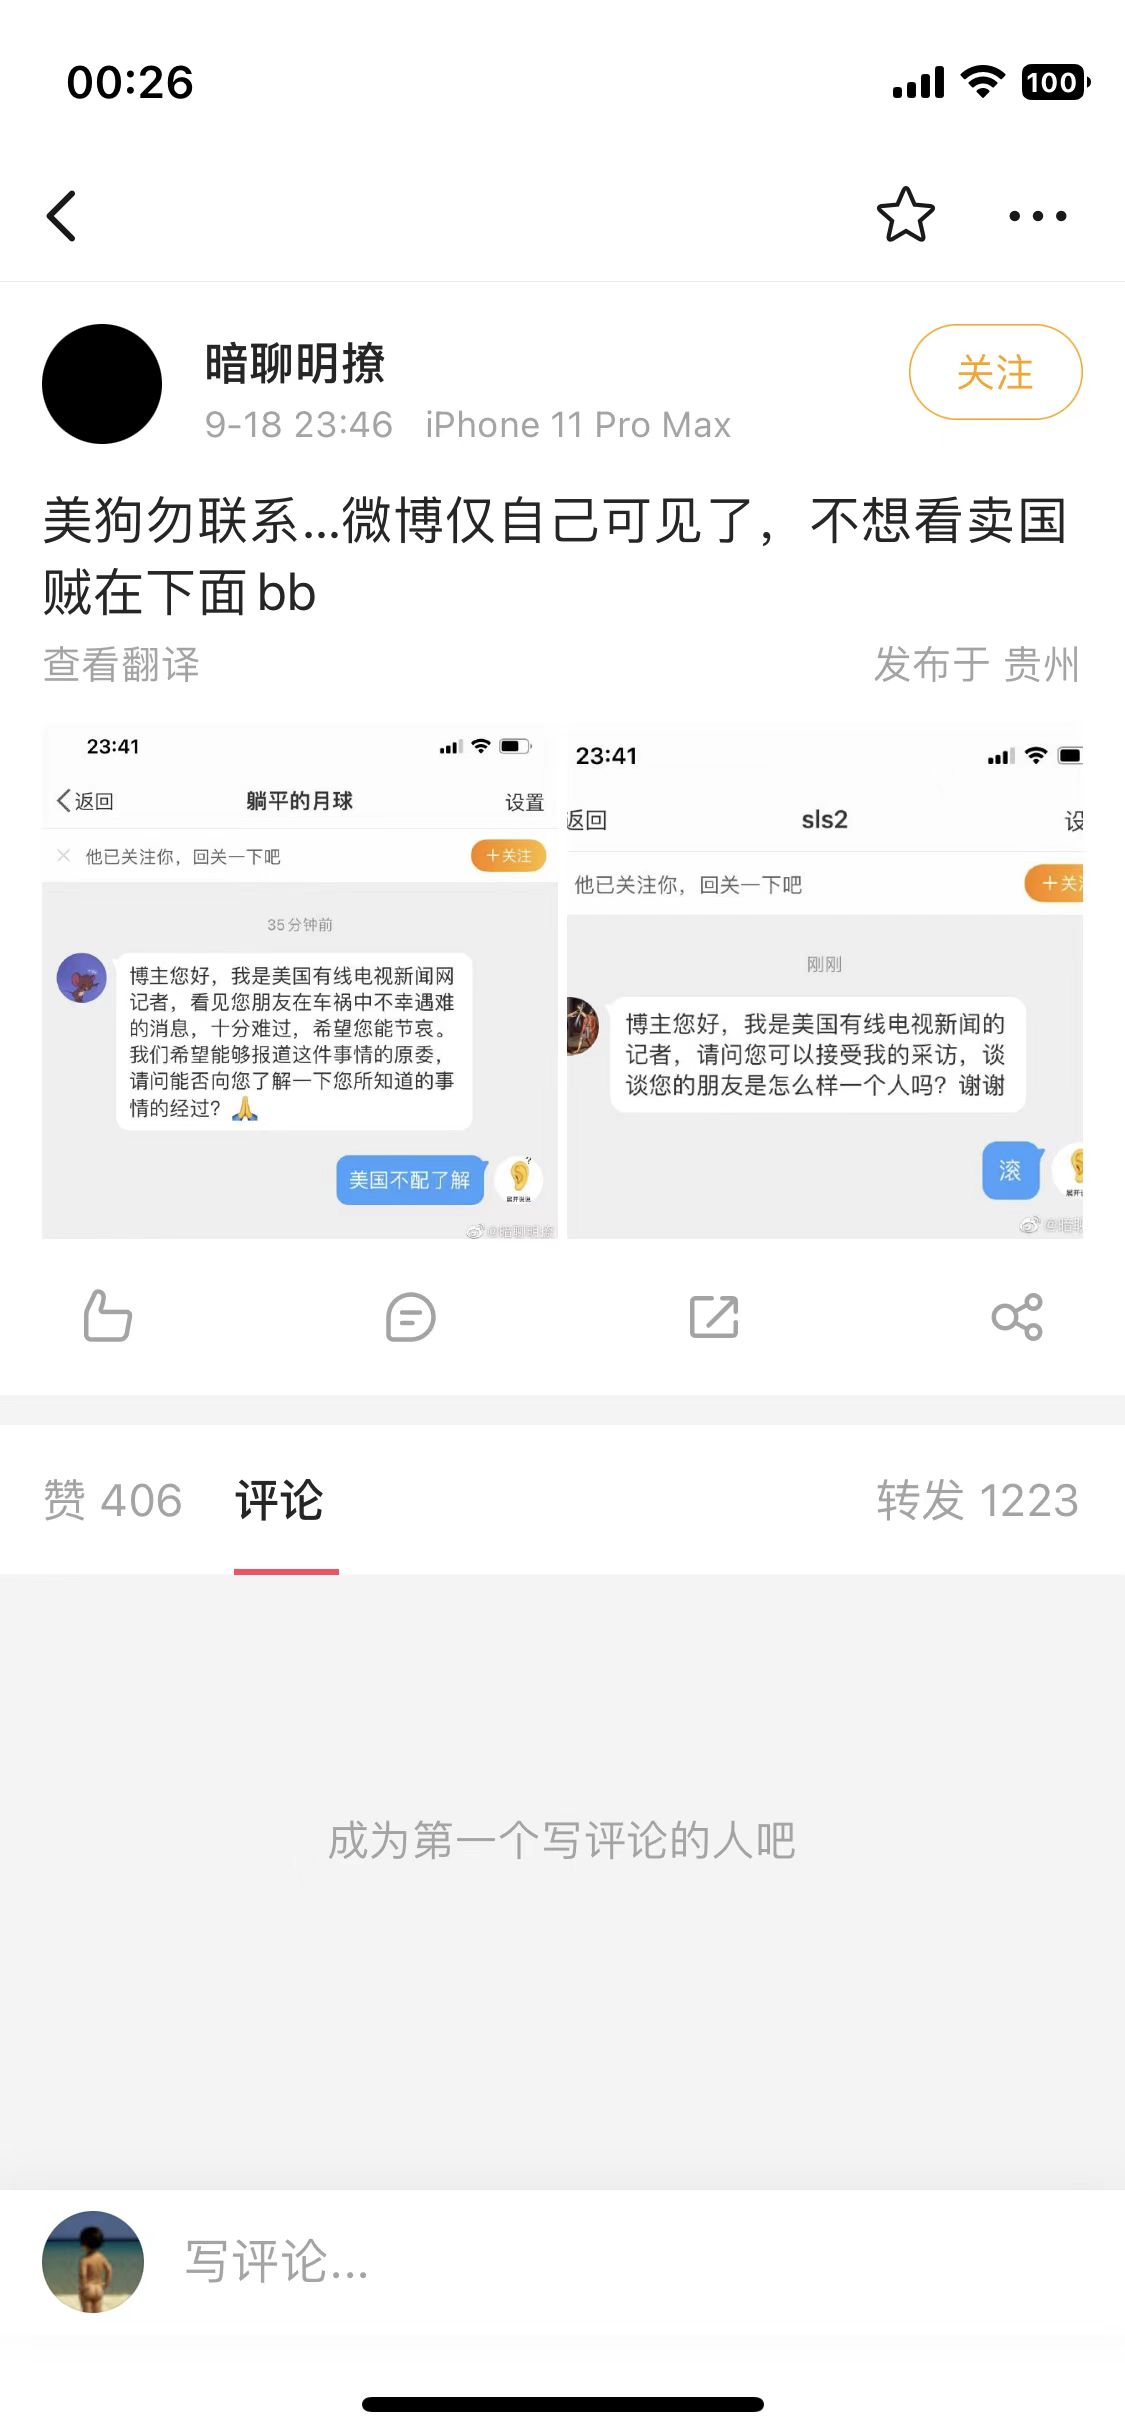 00:26
100
暗聊明撩
9-18 23:46 iPhone 11 Pro Max
关注
美狗勿联系...微博仅自己可见了，不想看卖国
贼在下面bb
查看翻译
发布于 贵州
23:41
返回
躺平的月球
设置
他已关注你，回关一下吧
+关注
35分钟前
博主您好，我是美国有线电视新闻网
记者，看见您朋友在车祸中不幸遇难
的消息，十分难过，希望您能节哀。
我们希望能够报道这件事情的原委，
请问能否向您了解一下您所知道的事
情的经过？🙏
美国不配了解
展开说说
@暗聊明撩
23:41
返回
sls2
设
他已关注你，回关一下吧
+关
刚刚
博主您好，我是美国有线电视新闻的
记者，请问您可以接受我的采访，谈
谈您的朋友是怎么样一个人吗？谢谢
滚
展开
@暗聊
赞 406
评论
转发 1223
成为第一个写评论的人吧
写评论...